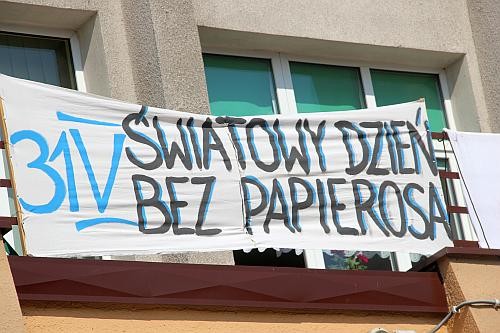 31V ŚWIATOWY DZIEŃ
BEZ PAPIEROSA